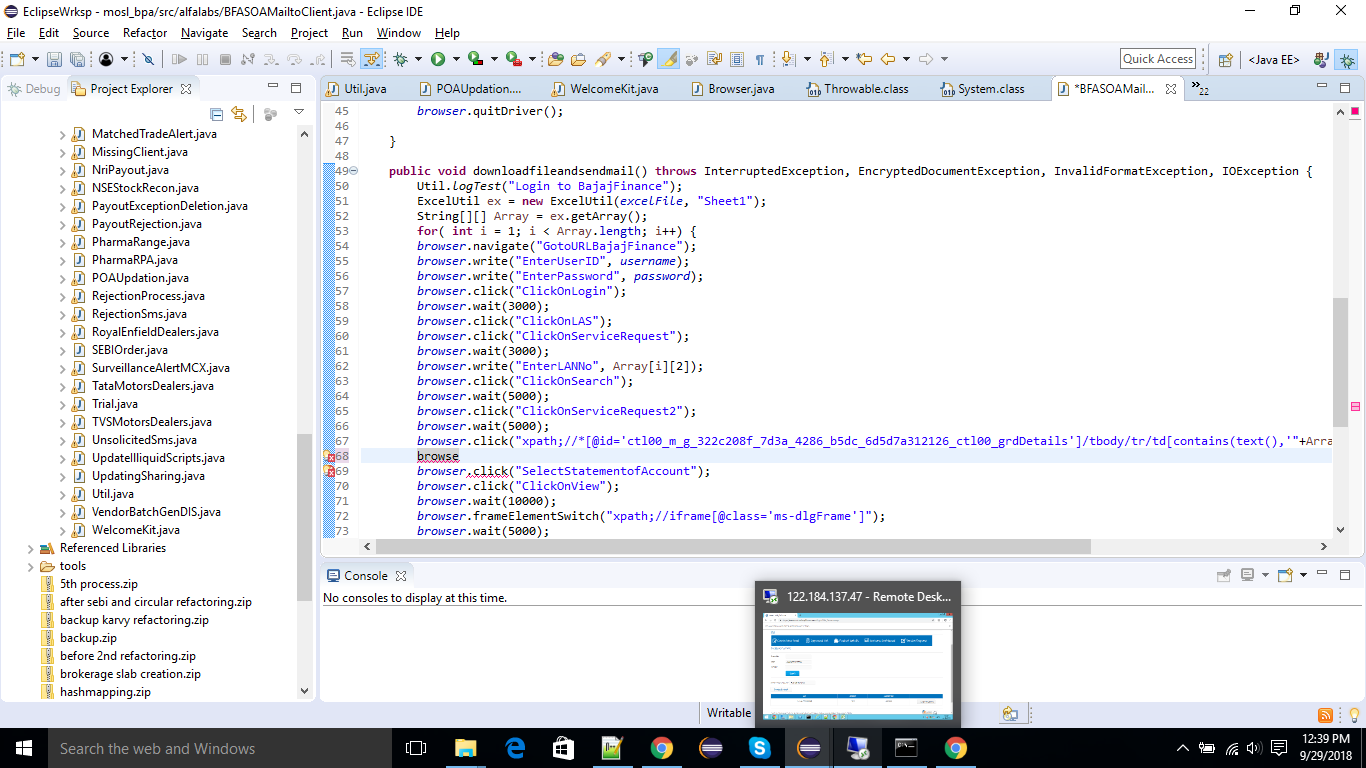 EclipseWrksp - mosl_bpa/src/alfalabs/BFASOAMailtoClient.java - Eclipse IDE
File Edit Source Refactor Navigate Search Project Run Window Help
Quick Access
<Java EE>
Debug
Project Explorer
MatchedTradeAlert.java
MissingClient.java
NriPayout.java
NSEStockRecon.java
PayoutExceptionDeletion.java
PayoutRejection.java
PharmaRange.java
PharmaRPA.java
POAUpdation.java
RejectionProcess.java
RejectionSms.java
RoyalEnfieldDealers.java
SEBIOrder.java
SurveillanceAlertMCX.java
TataMotorsDealers.java
Trial.java
TVSMotorsDealers.java
UnsolicitedSms.java
UpdateIlliquidScripts.java
UpdatingSharing.java
Util.java
VendorBatchGenDIS.java
WelcomeKit.java
Referenced Libraries
tools
5th process.zip
after sebi and circular refactoring.zip
backup karvy refactoring.zip
backup.zip
before 2nd refactoring.zip
brokerage slab creation.zip
hashmapping.zip
Util.java POAUpdation.... WelcomeKit.java Browser.java Throwable.class System.class *BFASOAMail... »22
45 browser.quitDriver();
46
47 }
48
49 public void downloadfileandsendmail() throws InterruptedException, EncryptedDocumentException, InvalidFormatException, IOException {
50 Util.logTest("Login to BajajFinance");
51 ExcelUtil ex = new ExcelUtil(excelFile, "Sheet1");
52 String[][] Array = ex.getArray();
53 for( int i = 1; i < Array.length; i++) {
54 browser.navigate("GotoURLBajajFinance");
55 browser.write("EnterUserID", username);
56 browser.write("EnterPassword", password);
57 browser.click("ClickOnLogin");
58 browser.wait(3000);
59 browser.click("ClickOnLAS");
60 browser.click("ClickOnServiceRequest");
61 browser.wait(3000);
62 browser.write("EnterLANNo", Array[i][2]);
63 browser.click("ClickOnSearch");
64 browser.wait(5000);
65 browser.click("ClickOnServiceRequest2");
66 browser.wait(5000);
67 browser.click("xpath;//*[@id='ctl00_m_g_322c208f_7d3a_4286_b5dc_6d5d7a312126_ctl00_grdDetails']/tbody/tr/td[contains(text(),'"+Arra
68 browse
69 browser.click("SelectStatementofAccount");
70 browser.click("ClickOnView");
71 browser.wait(10000);
72 browser.frameElementSwitch("xpath;//iframe[@class='ms-dlgFrame']");
73 browser.wait(5000);
Console
No consoles to display at this time.
122.184.137.47 - Remote Desk...
Writable
Search the web and Windows
12:39 PM
9/29/2018